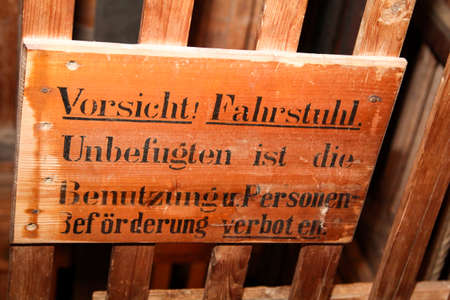 Vorsicht! Fahrstuhl.
Unbefugten ist die
Benutzung u. Personen-
Beförderung verboten.